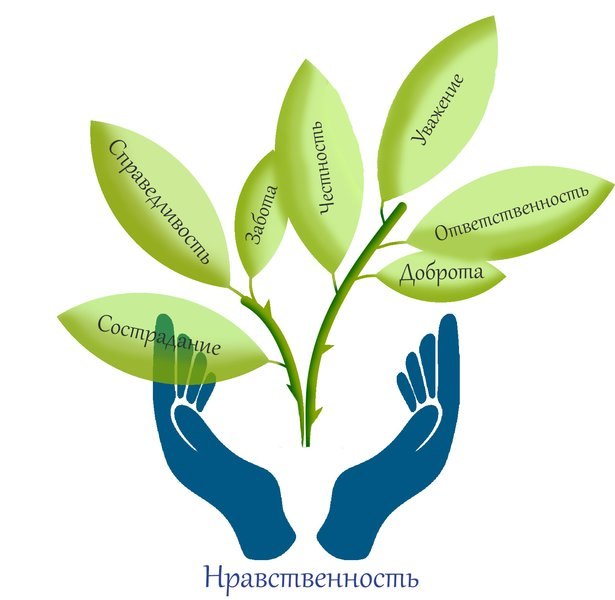 Уважение
Честность
Справедливость
Забота
Ответственность
Доброта
Сострадание
Нравственность